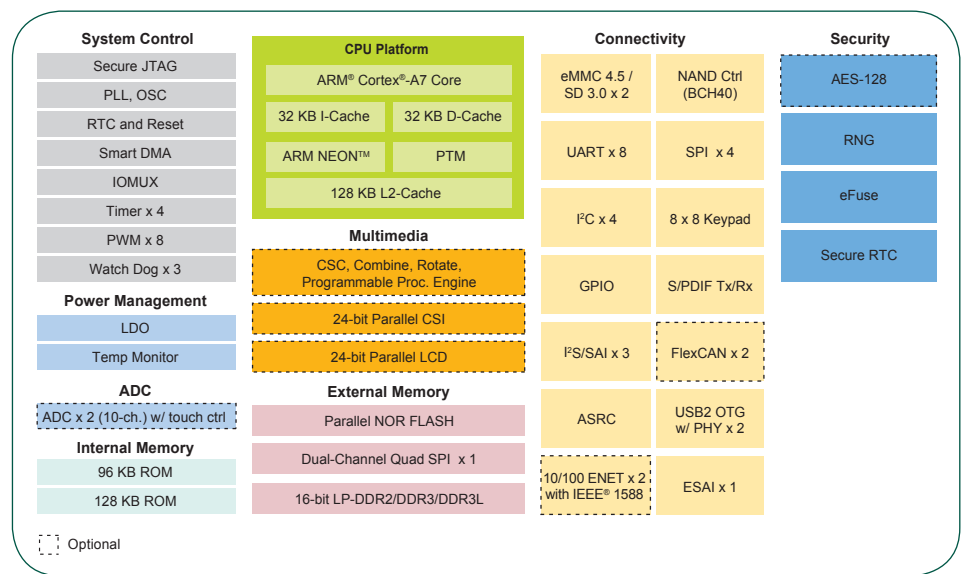 System Control
Secure JTAG
PLL, OSC
RTC and Reset
Smart DMA
IOMUX
Timer x 4
PWM x 8
Watch Dog x 3
Power Management
LDO
Temp Monitor
ADC
ADC x 2 (10-ch.) w/ touch ctrl
Internal Memory
96 KB ROM
128 KB ROM
Optional
CPU Platform
ARM® Cortex®-A7 Core
32 KB I-Cache
32 KB D-Cache
ARM NEON™
PTM
128 KB L2-Cache
Multimedia
CSC, Combine, Rotate,
Programmable Proc. Engine
24-bit Parallel CSI
24-bit Parallel LCD
External Memory
Parallel NOR FLASH
Dual-Channel Quad SPI x 1
16-bit LP-DDR2/DDR3/DDR3L
Connectivity
eMMC 4.5 /
SD 3.0 x 2
NAND Ctrl
(BCH40)
UART x 8
SPI x 4
I²C x 4
8 x 8 Keypad
GPIO
S/PDIF Tx/Rx
I²S/SAI x 3
FlexCAN x 2
ASRC
USB2 OTG
w/ PHY x 2
10/100 ENET x 2
with IEEE® 1588
ESAI x 1
Security
AES-128
RNG
eFuse
Secure RTC